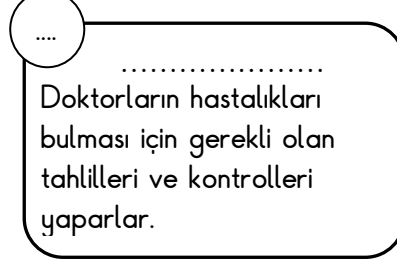 ....
.....................
Doktorların hastalıkları
bulması için gerekli olan
tahlilleri ve kontrolleri
yaparlar.